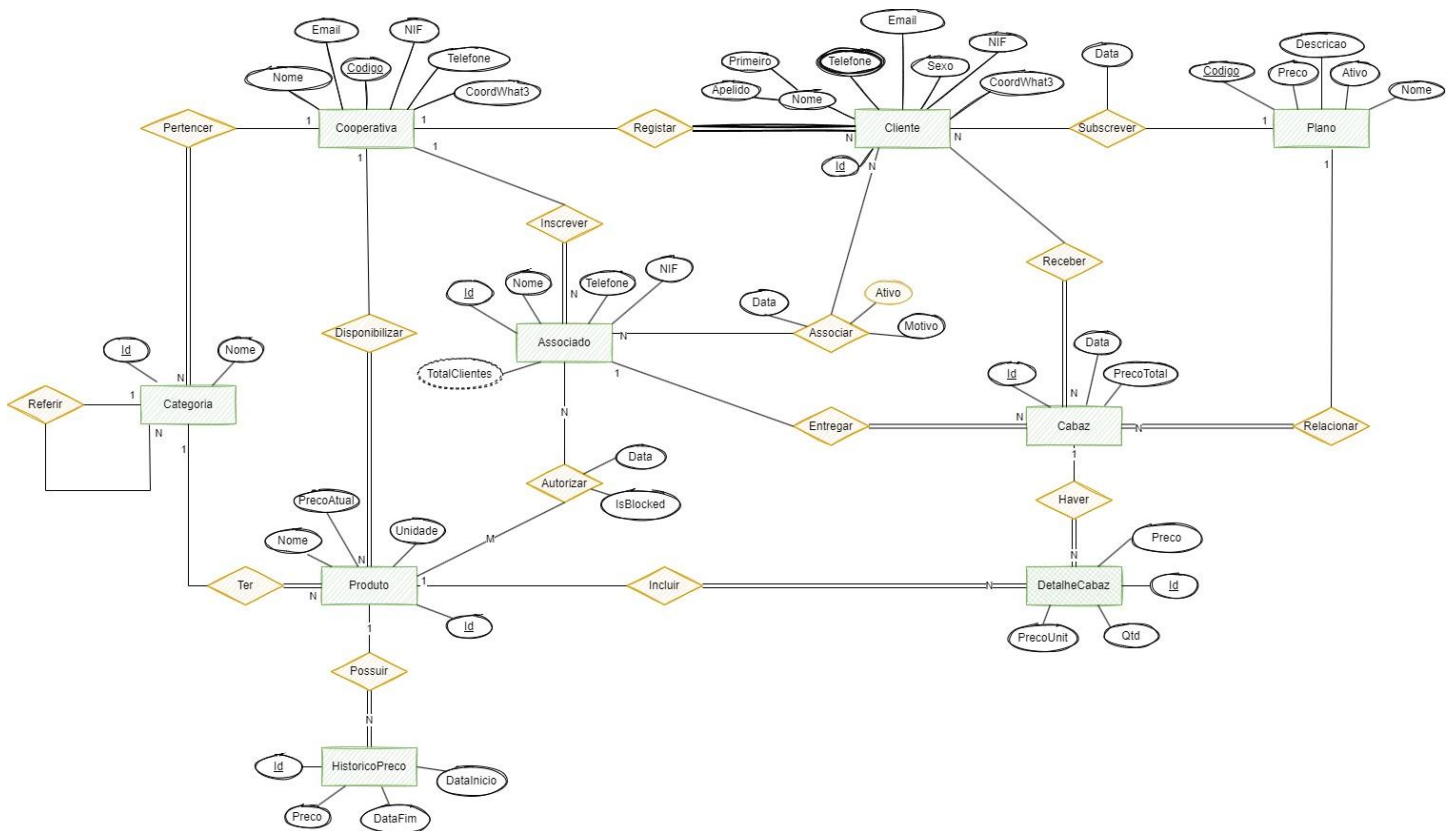 Email
NIF
Nome
Codigo
Telefone
CoordWhat3
Pertencer
1
Cooperativa
1
Registar
N
1
1
Email
Primeiro
Telefone
Sexo
NIF
Apelido
Nome
CoordWhat3
Cliente
N
Id
N
Data
Subscrever
1
Descricao
Codigo
Preco
Ativo
Nome
Plano
1
Inscrever
Receber
Id
Nome
Telefone
NIF
N
Data
Ativo
Motivo
Disponibilizar
Associado
N
Associar
TotalClientes
1
Id
Nome
N
Referir
1
Categoria
N
1
Id
Data
PrecoTotal
N
N
Entregar
N
Cabaz
N
Relacionar
1
Autorizar
Data
IsBlocked
Haver
PrecoAtual
Nome
Unidade
M
N
Ter
N
Produto
1
Incluir
N
N
DetalheCabaz
Preco
Id
PrecoUnit
Qtd
Id
1
Possuir
N
Id
HistoricoPreco
DataInicio
Preco
DataFim